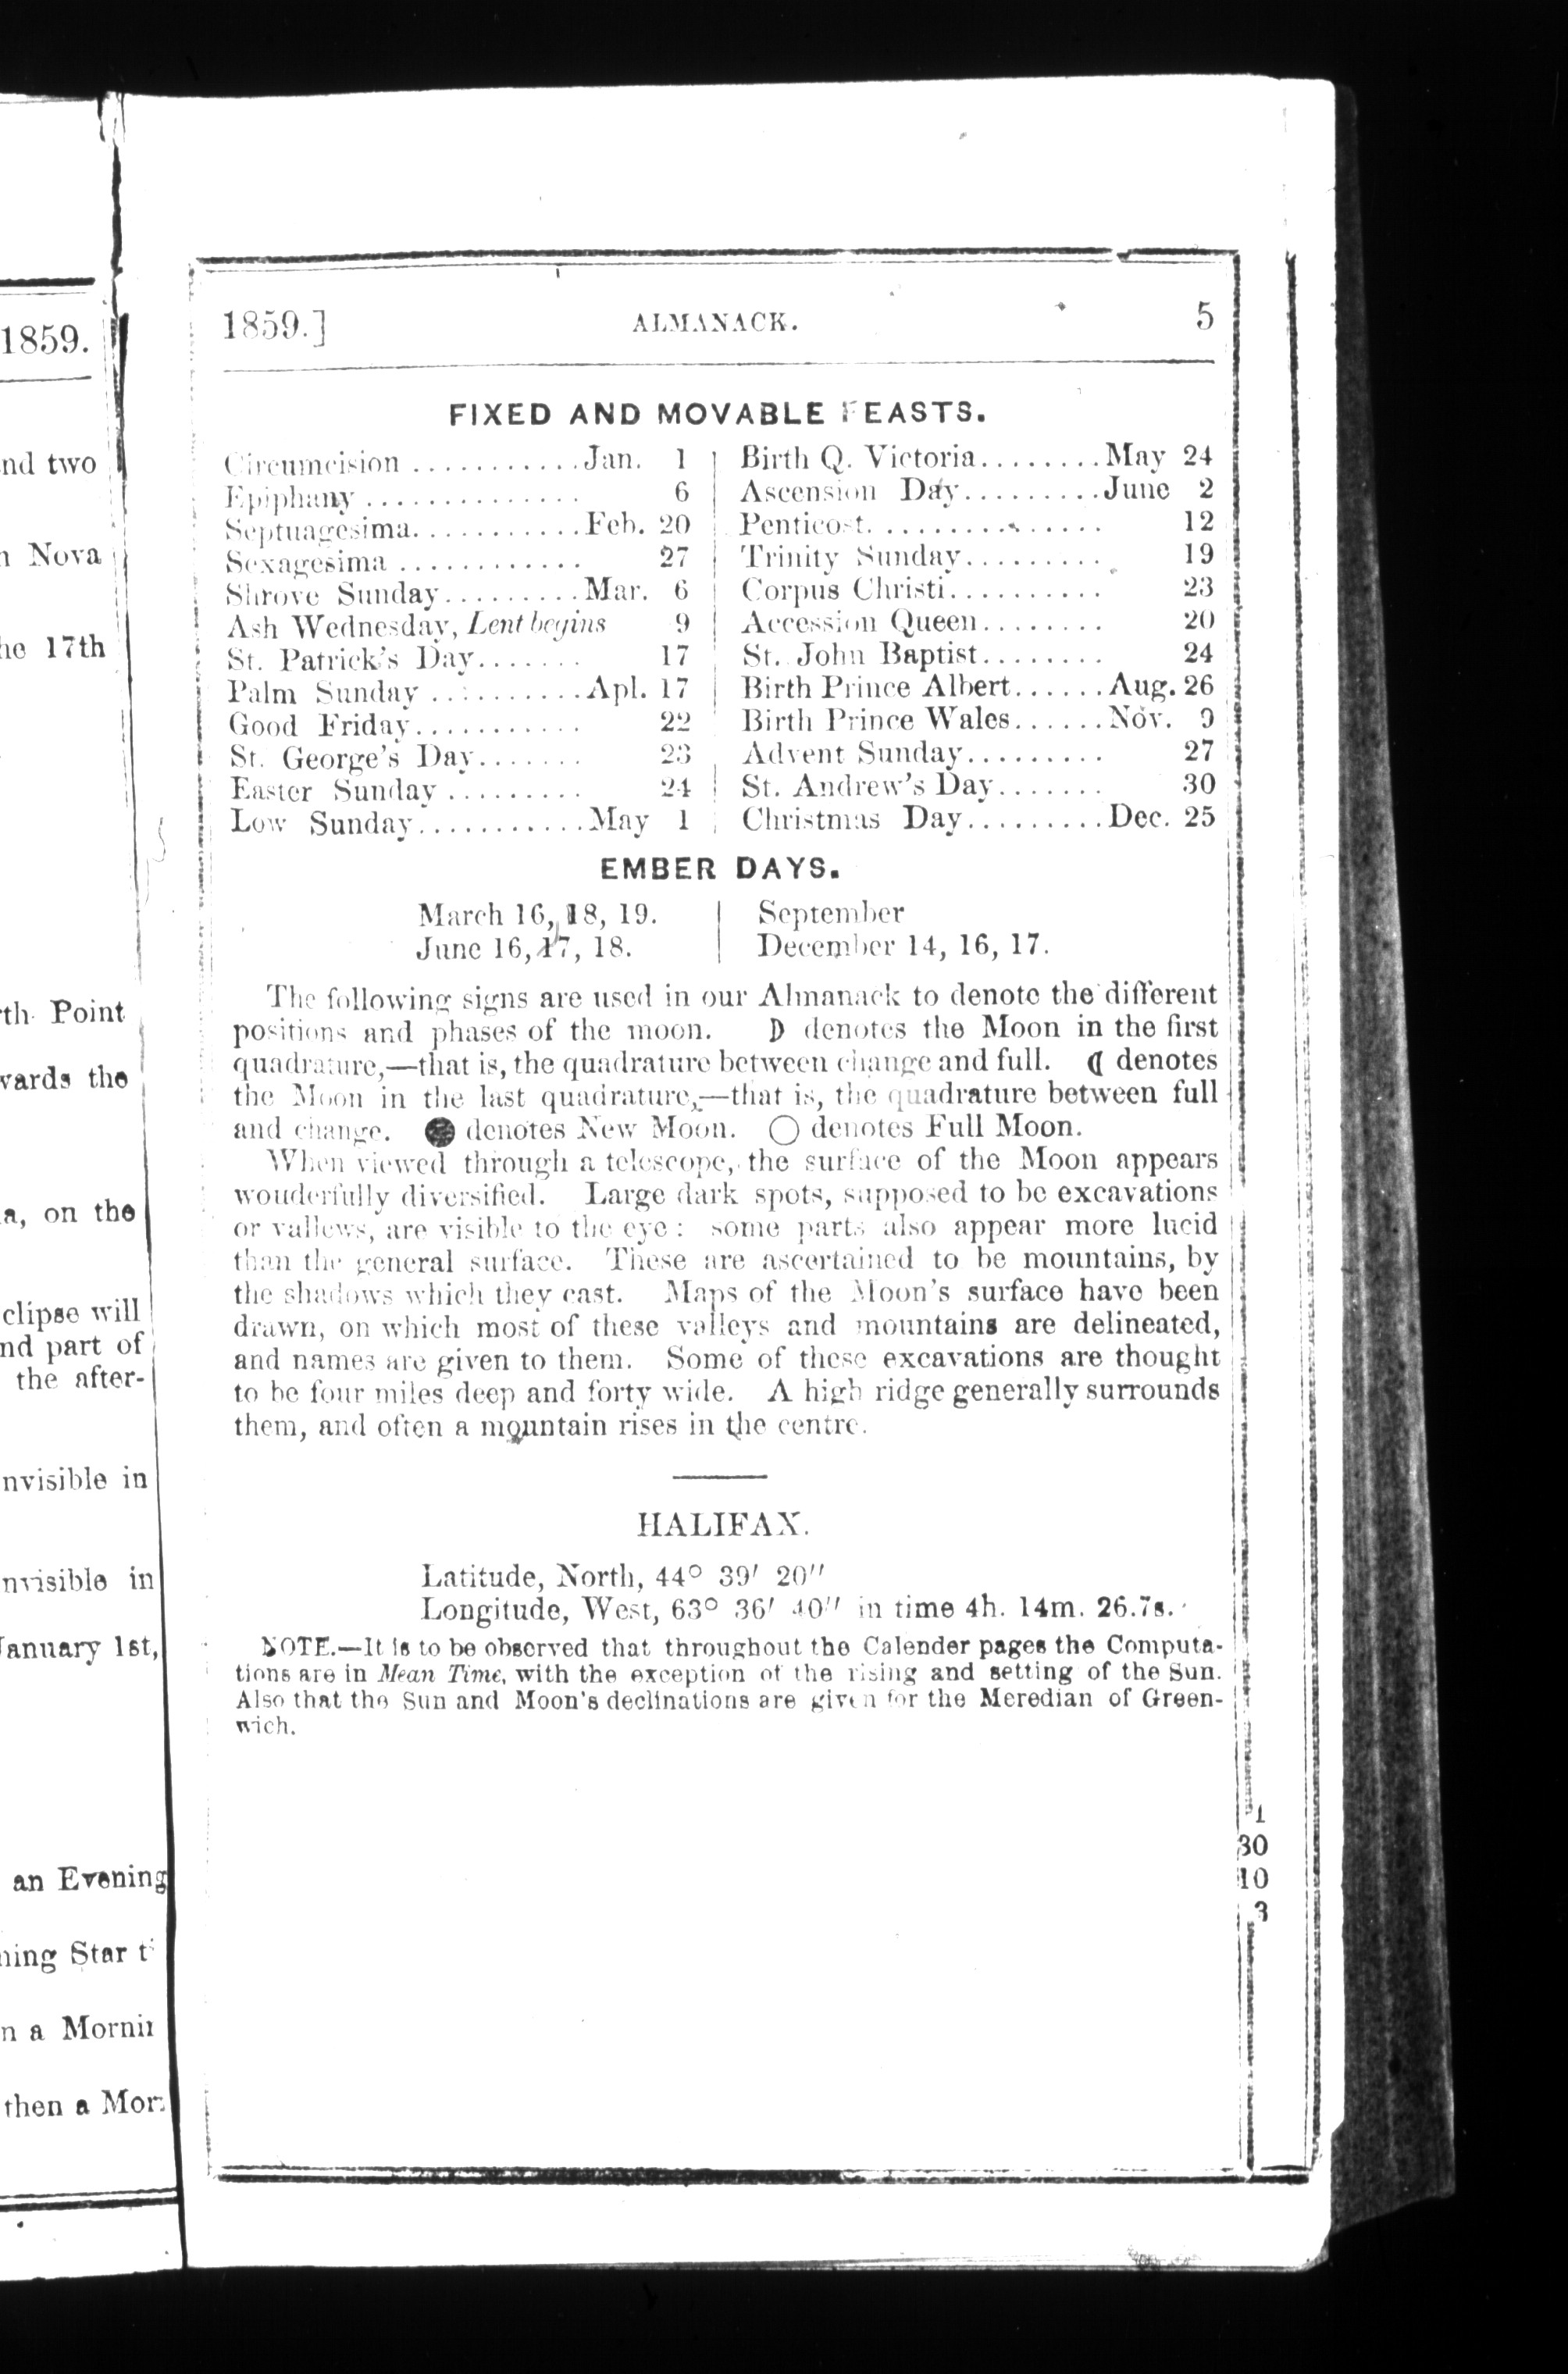 1859.
nd two
Nova
he 17th
th Point
wards the
a, on the
clipse will
nd part of
the after-
nvisible in
nvisible in
January 1st,
an Evening
ning Star
n a
then a
1859.] ALMANACK. 5
FIXED AND MOVABLE FEASTS.
Circumcision ........... Jan. 1
Epiphany .............. 6
Septuagesima........... Feb. 20
Sexagesima ............ 27
Shrove Sunday......... Mar. 6
Ash Wednesday, Lent begins 9
St. Patrick's Day....... 17
Palm Sunday .......... Apl. 17
Good Friday........... 22
St. George's Day....... 23
Easter Sunday ......... 24
Low Sunday........... May 1
Birth Q. Victoria........ May 24
Ascension Day......... June 2
Penticost............... 12
Trinity Sunday......... 19
Corpus Christi.......... 23
Accession Queen........ 20
St. John Baptist........ 24
Birth Prince Albert...... Aug. 26
Birth Prince Wales...... Nov. 9
Advent Sunday......... 27
St. Andrew's Day....... 30
Christmas Day......... Dec. 25
EMBER DAYS.
March 16, 18, 19.
June 16, 17, 18.
September
December 14, 16, 17.
The following signs are used in our Almanack to denote the different
positions and phases of the moon. ☽ denotes the Moon in the first
quadrature,—that is, the quadrature between change and full. ☾ denotes
the Moon in the last quadrature,—that is, the quadrature between full
and change. ● denotes New Moon. ○ denotes Full Moon.
When viewed through a telescope, the surface of the Moon appears
wouderfully diversified. Large dark spots, supposed to be excavations
or vallews, are visible to the eye: some parts also appear more lucid
than the general surface. These are ascertained to be mountains, by
the shadows which they cast. Maps of the Moon's surface have been
drawn, on which most of these valleys and mountains are delineated,
and names are given to them. Some of these excavations are thought
to be four miles deep and forty wide. A high ridge generally surrounds
them, and often a mountain rises in the centre.
HALIFAX.
Latitude, North, 44° 39′ 20″
Longitude, West, 63° 36′ 40″ in time 4h. 14m. 26.7s.
NOTE.—It is to be observed that throughout the Calender pages the Computa-
tions are in Mean Time, with the exception of the rising and setting of the Sun.
Also that the Sun and Moon's declinations are given for the Meredian of Green-
wich.
1
30
10
3